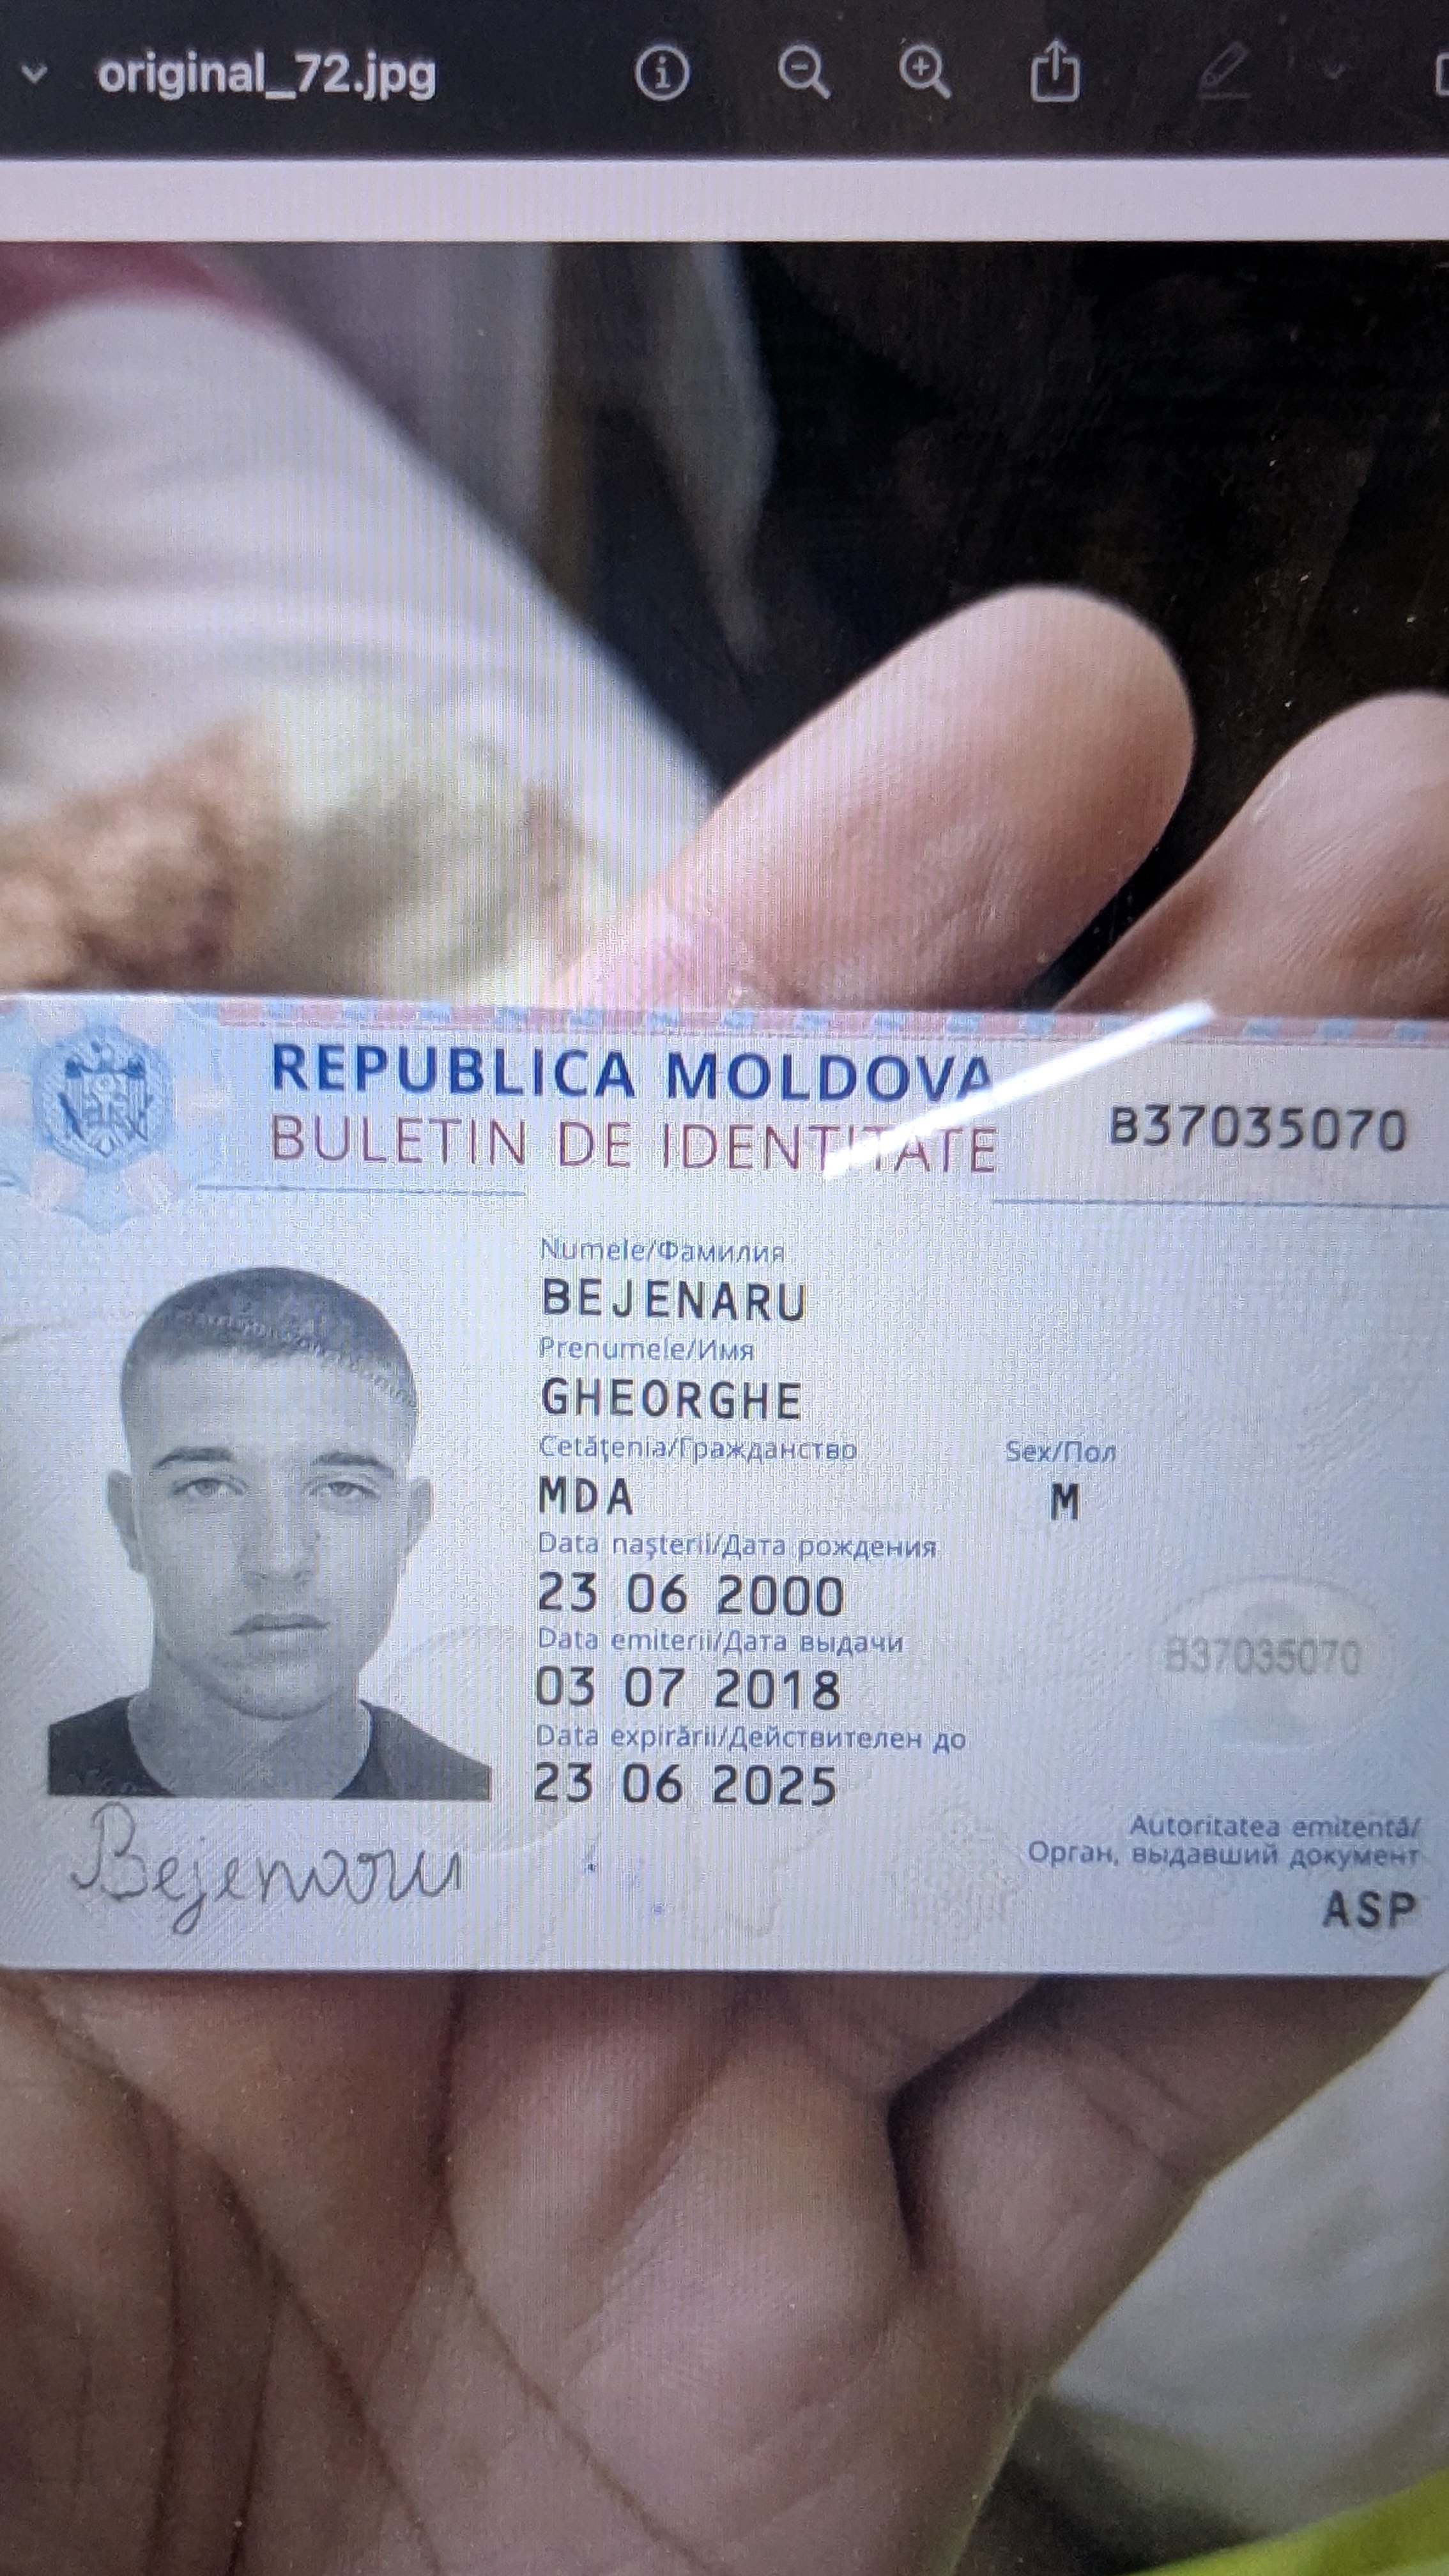 original_72.jpg
REPUBLICA MOLDOVA
BULETIN DE IDENTITATE
B37035070
Numele/Фамилия
BEJENARU
Prenumele/Имя
GHEORGHE
Cetăţenia/Гражданство
MDA
Sex/Пол
M
Data naşterii/Дата рождения
23 06 2000
Data emiterii/Дата выдачи
03 07 2018
Data expirării/Действителен до
23 06 2025
B37035070
Bejenaru
Autoritatea emitentă/
Орган, выдавший документ
ASP